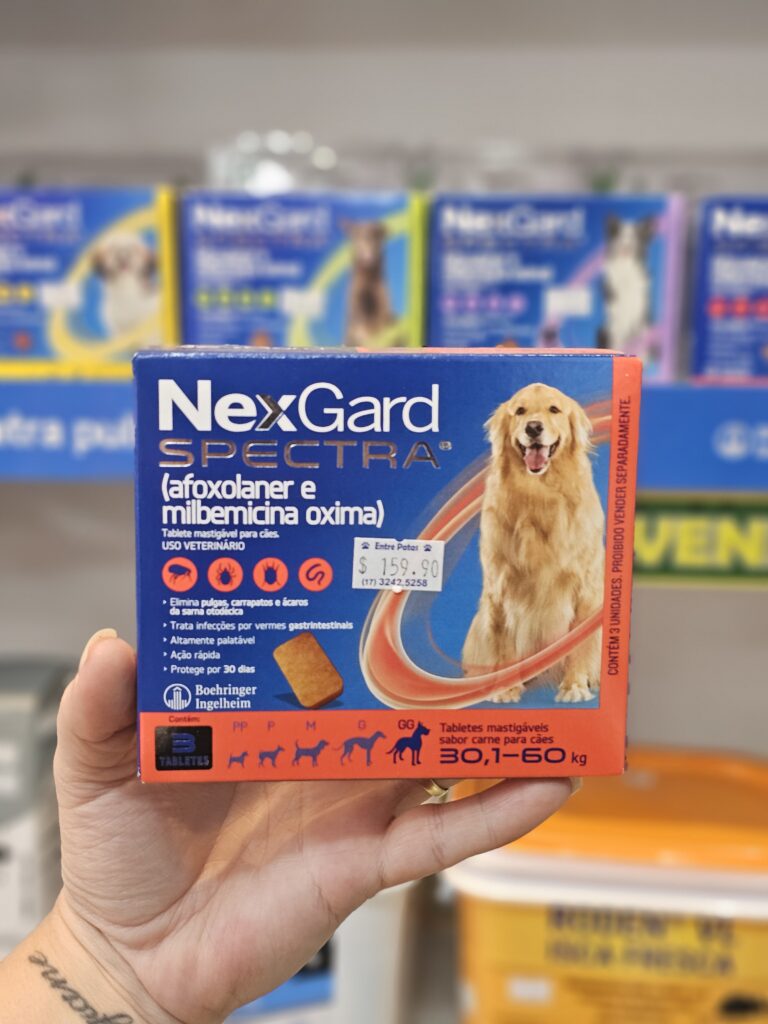 NexGard
NexGard
NexGard
NexGard
SPECTRA®
(afoxolaner e
milbemicina oxima)
Tablete mastigável para cães.
USO VETERINÁRIO
Entre Patas
$ 159.90
(17) 3242.5258
• Elimina pulgas, carrapatos e ácaros
da sarna otodécica
• Trata infecções por vermes gastrintestinais
• Altamente palatável
• Ação rápida
• Protege por 30 dias
Boehringer
Ingelheim
CONTÉM 3 UNIDADES. PROIBIDO VENDER SEPARADAMENTE.
Contém:
3
TABLETES
PP P M G GG
Tabletes mastigáveis
sabor carne para cães
30,1–60 kg
VEN
ISCA FRESCA